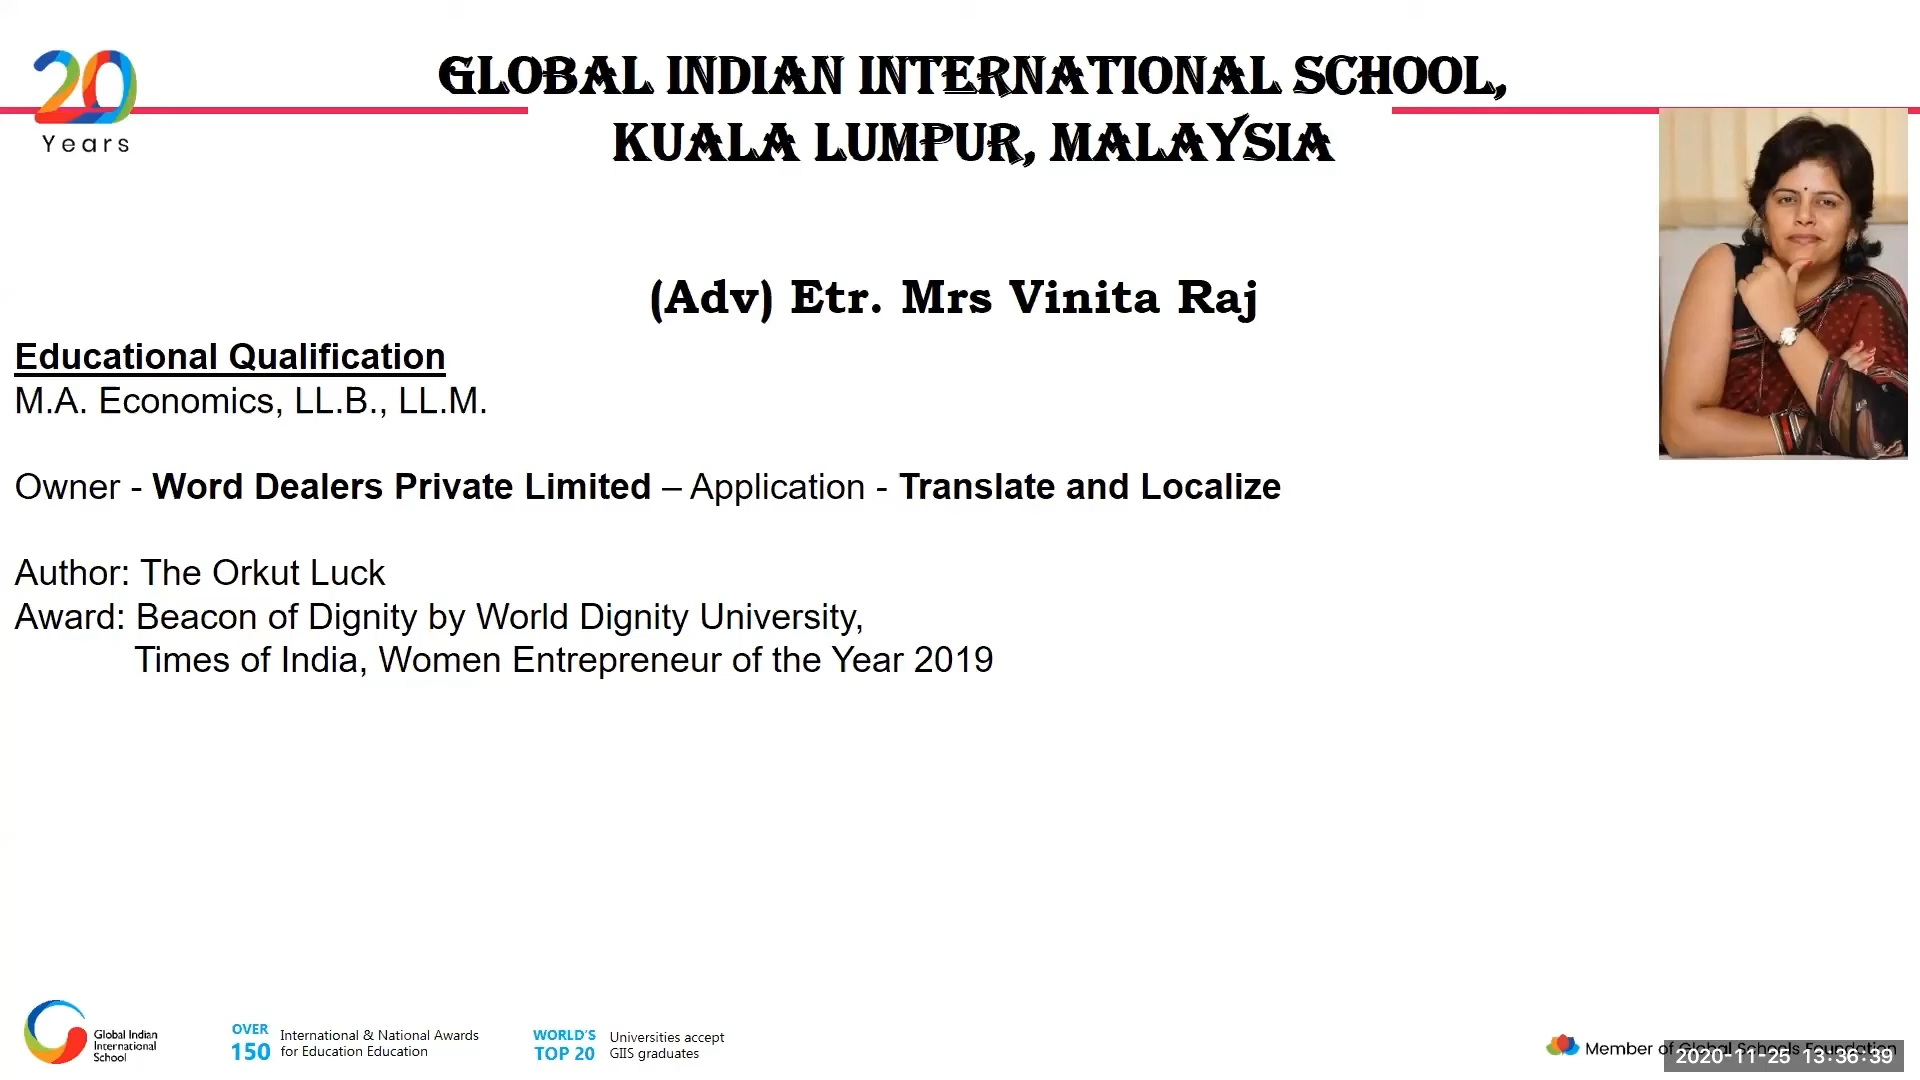 20
Years
GLOBAL INDIAN INTERNATIONAL SCHOOL,
KUALA LUMPUR, MALAYSIA
(Adv) Etr. Mrs Vinita Raj
Educational Qualification
M.A. Economics, LL.B., LL.M.
Owner - Word Dealers Private Limited – Application - Translate and Localize
Author: The Orkut Luck
Award: Beacon of Dignity by World Dignity University,
Times of India, Women Entrepreneur of the Year 2019
Global Indian
International
School
OVER
150
International & National Awards
for Education Education
WORLD'S
TOP 20
Universities accept
GIIS graduates
Member of Global Schools Foundation
2020-11-25 13:36:39